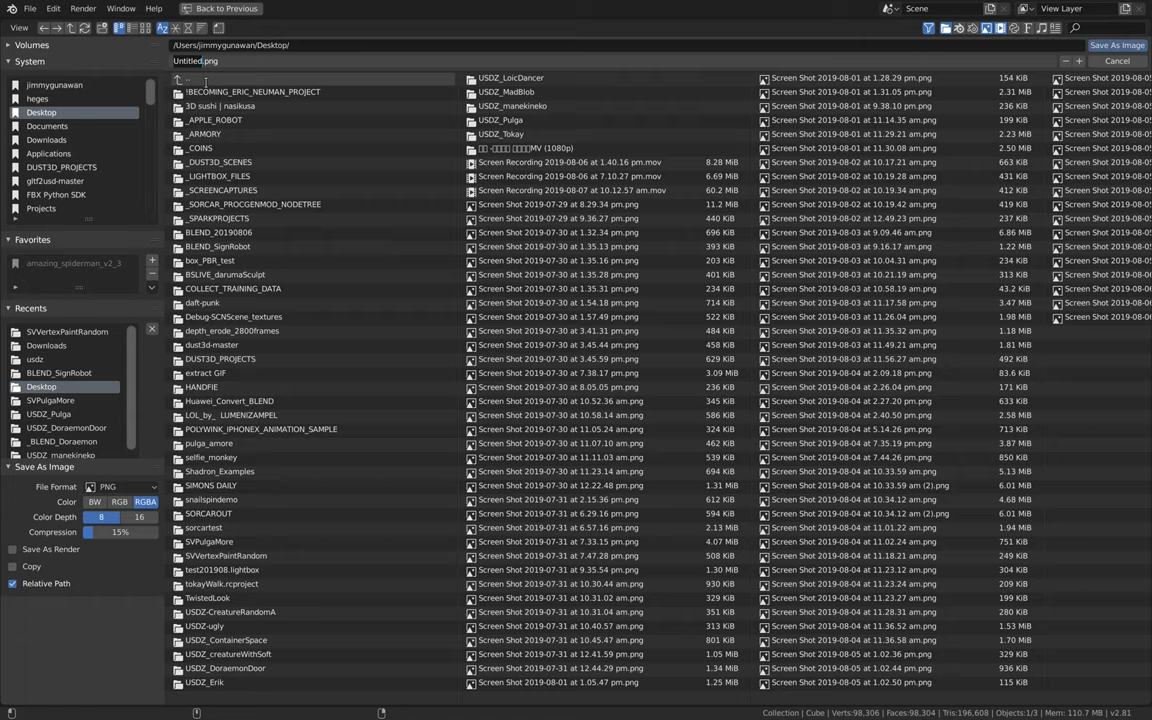 File Edit Render Window Help Back to Previous Scene View Layer
View
Volumes
System
jimmygunawan
heges
Desktop
Documents
Downloads
Applications
DUST3D_PROJECTS
gltf2usd-master
FBX Python SDK
Projects
Favorites
amazing_spiderman_v2_3
Recents
SVVertexPaintRandom
Downloads
usdz
BLEND_SignRobot
Desktop
SVPulgaMore
USDZ_Pulga
USDZ_DoraemonDoor
_BLEND_Doraemon
USDZ_manekineko
Save As Image
File Format PNG
Color BW RGB RGBA
Color Depth 8 16
Compression 15%
Save As Render
Copy
Relative Path
/Users/jimmygunawan/Desktop/ Save As Image
Untitled.png Cancel
..
!BECOMING_ERIC_NEUMAN_PROJECT
3D sushi | nasikusa
_APPLE_ROBOT
_ARMORY
_COINS
_DUST3D_SCENES
_LIGHTBOX_FILES
_SCREENCAPTURES
_SORCAR_PROCGENMOD_NODETREE
_SPARKPROJECTS
BLEND_20190806
BLEND_SignRobot
box_PBR_test
BSLIVE_darumaSculpt
COLLECT_TRAINING_DATA
daft-punk
Debug-SCNScene_textures
depth_erode_2800frames
dust3d-master
DUST3D_PROJECTS
extract GIF
HANDFIE
Huawei_Convert_BLEND
LOL_by_ LUMENIZAMPEL
POLYWINK_IPHONEX_ANIMATION_SAMPLE
pulga_amore
selfie_monkey
Shadron_Examples
SIMONS DAILY
snailspindemo
SORCAROUT
sorcartest
SVPulgaMore
SVVertexPaintRandom
test201908.lightbox
tokayWalk.rcproject
TwistedLook
USDZ-CreatureRandomA
USDZ-ugly
USDZ_ContainerSpace
USDZ_creatureWithSoft
USDZ_DoraemonDoor
USDZ_Erik
USDZ_LoicDancer
USDZ_MadBlob
USDZ_manekineko
USDZ_Pulga
USDZ_Tokay
MV (1080p)
Screen Recording 2019-08-06 at 1.40.16 pm.mov 8.28 MiB
Screen Recording 2019-08-06 at 7.10.27 pm.mov 6.69 MiB
Screen Recording 2019-08-07 at 10.12.57 am.mov 60.2 MiB
Screen Shot 2019-07-29 at 8.29.34 pm.png 11.2 MiB
Screen Shot 2019-07-29 at 9.36.27 pm.png 440 KiB
Screen Shot 2019-07-30 at 1.32.34 pm.png 696 KiB
Screen Shot 2019-07-30 at 1.35.13 pm.png 393 KiB
Screen Shot 2019-07-30 at 1.35.16 pm.png 234 KiB
Screen Shot 2019-07-30 at 1.35.28 pm.png 401 KiB
Screen Shot 2019-07-30 at 1.35.31 pm.png 234 KiB
Screen Shot 2019-07-30 at 1.54.18 pm.png 714 KiB
Screen Shot 2019-07-30 at 1.57.49 pm.png 522 KiB
Screen Shot 2019-07-30 at 3.41.31 pm.png 484 KiB
Screen Shot 2019-07-30 at 3.45.44 pm.png 458 KiB
Screen Shot 2019-07-30 at 3.45.59 pm.png 629 KiB
Screen Shot 2019-07-30 at 7.38.17 pm.png 3.09 MiB
Screen Shot 2019-07-30 at 8.05.05 pm.png 236 KiB
Screen Shot 2019-07-30 at 10.52.36 am.png 345 KiB
Screen Shot 2019-07-30 at 10.58.14 am.png 586 KiB
Screen Shot 2019-07-30 at 11.05.24 am.png 324 KiB
Screen Shot 2019-07-30 at 11.07.10 am.png 462 KiB
Screen Shot 2019-07-30 at 11.11.03 am.png 539 KiB
Screen Shot 2019-07-30 at 11.23.14 am.png 694 KiB
Screen Shot 2019-07-30 at 12.22.48 pm.png 1.31 MiB
Screen Shot 2019-07-31 at 2.15.36 pm.png 612 KiB
Screen Shot 2019-07-31 at 6.29.16 pm.png 594 KiB
Screen Shot 2019-07-31 at 6.57.16 pm.png 2.13 MiB
Screen Shot 2019-07-31 at 7.33.15 pm.png 4.07 MiB
Screen Shot 2019-07-31 at 7.47.28 pm.png 508 KiB
Screen Shot 2019-07-31 at 9.35.54 pm.png 1.30 MiB
Screen Shot 2019-07-31 at 10.30.44 am.png 930 KiB
Screen Shot 2019-07-31 at 10.31.02 am.png 329 KiB
Screen Shot 2019-07-31 at 10.31.04 am.png 351 KiB
Screen Shot 2019-07-31 at 10.40.57 am.png 313 KiB
Screen Shot 2019-07-31 at 10.45.47 am.png 801 KiB
Screen Shot 2019-07-31 at 12.41.59 pm.png 1.05 MiB
Screen Shot 2019-07-31 at 12.44.29 pm.png 1.34 MiB
Screen Shot 2019-08-01 at 1.05.47 pm.png 1.25 MiB
Screen Shot 2019-08-01 at 1.28.29 pm.png 154 KiB
Screen Shot 2019-08-01 at 1.31.05 pm.png 2.31 MiB
Screen Shot 2019-08-01 at 9.38.10 pm.png 236 KiB
Screen Shot 2019-08-01 at 11.14.35 am.png 199 KiB
Screen Shot 2019-08-01 at 11.29.21 am.png 2.23 MiB
Screen Shot 2019-08-01 at 11.30.58 am.png 2.50 MiB
Screen Shot 2019-08-02 at 10.17.21 am.png 663 KiB
Screen Shot 2019-08-02 at 10.19.34 am.png 431 KiB
Screen Shot 2019-08-02 at 10.19.38 am.png 412 KiB
Screen Shot 2019-08-02 at 10.19.42 am.png 419 KiB
Screen Shot 2019-08-02 at 12.49.23 pm.png 237 KiB
Screen Shot 2019-08-03 at 9.09.46 am.png 6.86 MiB
Screen Shot 2019-08-03 at 9.16.17 am.png 1.22 MiB
Screen Shot 2019-08-03 at 10.04.31 am.png 203 KiB
Screen Shot 2019-08-03 at 10.21.19 am.png 313 KiB
Screen Shot 2019-08-03 at 10.58.19 am.png 43.2 KiB
Screen Shot 2019-08-03 at 11.17.58 am.png 3.47 MiB
Screen Shot 2019-08-03 at 11.26.04 am.png 1.98 MiB
Screen Shot 2019-08-03 at 11.35.32 am.png 1.18 MiB
Screen Shot 2019-08-03 at 11.49.21 am.png 1.81 MiB
Screen Shot 2019-08-03 at 11.56.27 am.png 492 KiB
Screen Shot 2019-08-04 at 2.09.18 pm.png 83.6 KiB
Screen Shot 2019-08-04 at 2.26.04 pm.png 171 KiB
Screen Shot 2019-08-04 at 2.27.20 pm.png 633 KiB
Screen Shot 2019-08-04 at 2.40.50 pm.png 2.58 MiB
Screen Shot 2019-08-04 at 5.14.26 pm.png 713 KiB
Screen Shot 2019-08-04 at 7.35.19 pm.png 3.87 MiB
Screen Shot 2019-08-04 at 7.44.26 pm.png 850 KiB
Screen Shot 2019-08-04 at 10.33.59 am.png 5.13 MiB
Screen Shot 2019-08-04 at 10.33.59 am (2).png 6.01 MiB
Screen Shot 2019-08-04 at 10.34.12 am.png 4.68 MiB
Screen Shot 2019-08-04 at 10.34.12 am (2).png 6.01 MiB
Screen Shot 2019-08-04 at 11.01.22 am.png 1.94 MiB
Screen Shot 2019-08-04 at 11.02.24 am.png 751 KiB
Screen Shot 2019-08-04 at 11.18.21 am.png 249 KiB
Screen Shot 2019-08-04 at 11.23.12 am.png 304 KiB
Screen Shot 2019-08-04 at 11.23.24 am.png 209 KiB
Screen Shot 2019-08-04 at 11.23.27 am.png 199 KiB
Screen Shot 2019-08-04 at 11.28.31 am.png 280 KiB
Screen Shot 2019-08-04 at 11.36.50 am.png 1.53 MiB
Screen Shot 2019-08-04 at 11.36.58 am.png 1.70 MiB
Screen Shot 2019-08-05 at 1.02.36 pm.png 329 KiB
Screen Shot 2019-08-05 at 1.02.44 pm.png 936 KiB
Screen Shot 2019-08-05 at 1.02.50 pm.png 115 KiB
Collection | Cube | Verts:98,306 | Faces:98,304 | Tris:196,608 | Objects:1/3 | Mem: 110.7 MB | v2.81